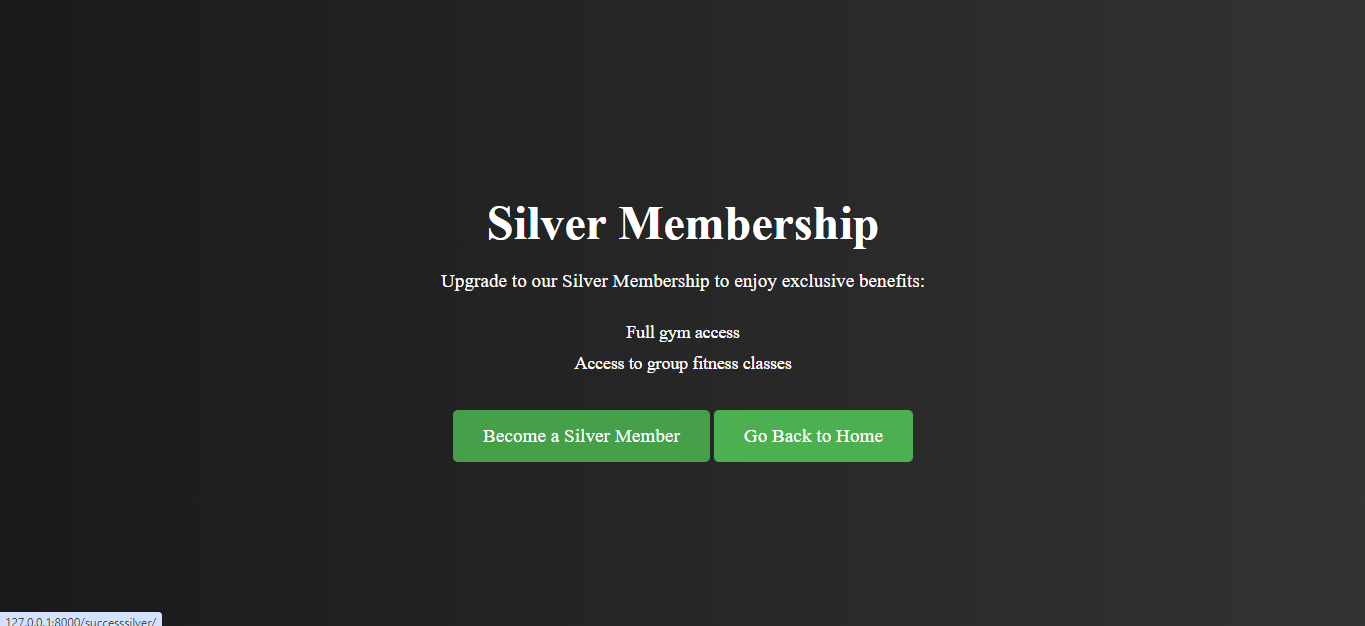 Silver Membership
Upgrade to our Silver Membership to enjoy exclusive benefits:
Full gym access
Access to group fitness classes
Become a Silver Member Go Back to Home
127.0.0.1:8000/successsilver/